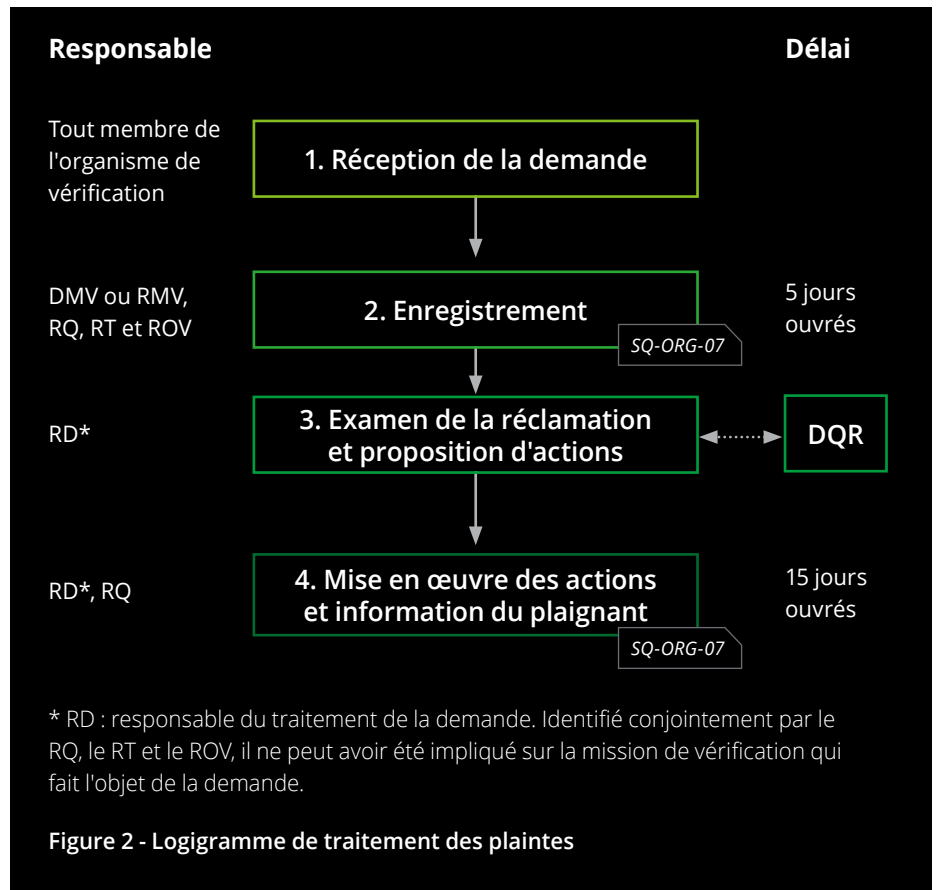 Responsable
Délai
Tout membre de
l'organisme de
vérification
1. Réception de la demande
DMV ou RMV,
RQ, RT et ROV
2. Enregistrement
SQ-ORG-07
5 jours
ouvrés
RD*
3. Examen de la réclamation
et proposition d'actions
DQR
RD*, RQ
4. Mise en œuvre des actions
et information du plaignant
SQ-ORG-07
15 jours
ouvrés
* RD : responsable du traitement de la demande. Identifié conjointement par le
RQ, le RT et le ROV, il ne peut avoir été impliqué sur la mission de vérification qui
fait l'objet de la demande.
Figure 2 - Logigramme de traitement des plaintes